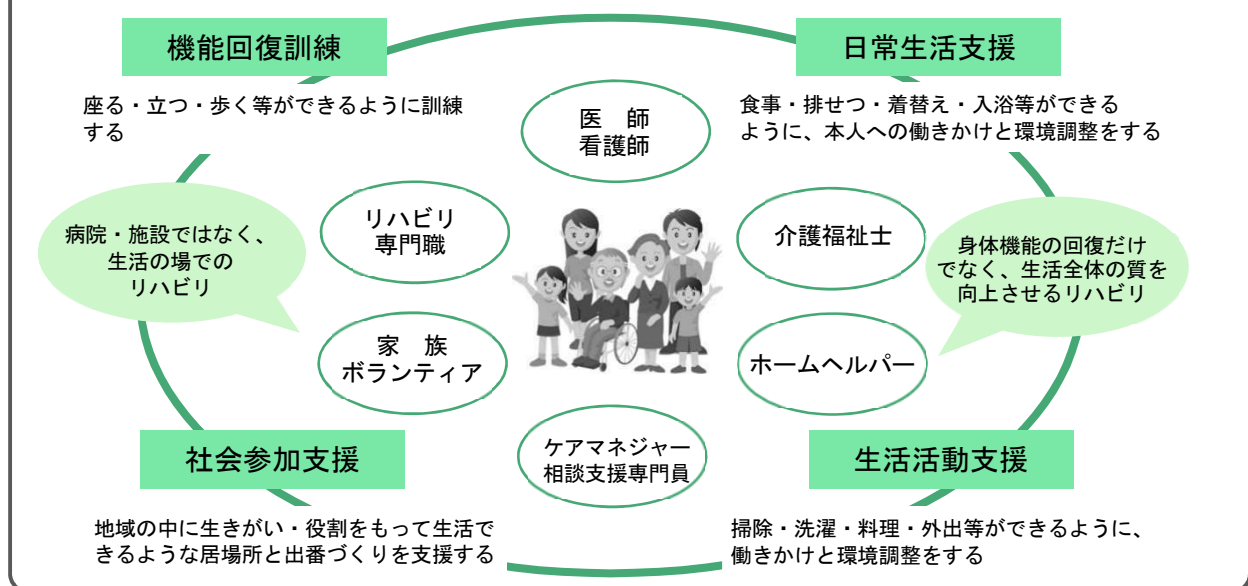 機能回復訓練
座る・立つ・歩く等ができるように訓練
する
日常生活支援
食事・排せつ・着替え・入浴等ができる
ように、本人への働きかけと環境調整をする
医　師
看護師
病院・施設ではなく、
生活の場での
リハビリ
リハビリ
専門職
介護福祉士
身体機能の回復だけ
でなく、生活全体の質を
向上させるリハビリ
家　族
ボランティア
ホームヘルパー
ケアマネジャー
相談支援専門員
社会参加支援
地域の中に生きがい・役割をもって生活で
きるような居場所と出番づくりを支援する
生活活動支援
掃除・洗濯・料理・外出等ができるように、
働きかけと環境調整をする